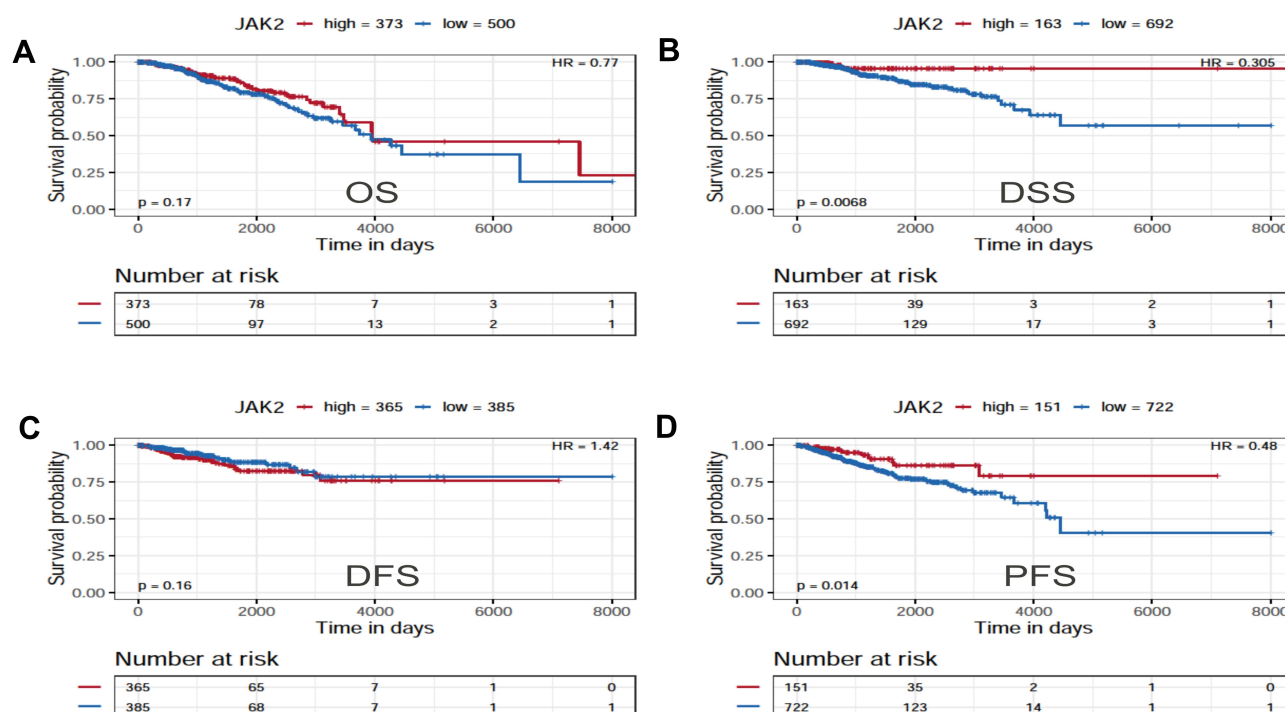 A
JAK2 high = 373 low = 500
HR = 0.77
Survival probability
1.00
0.75
0.50
0.25
0.00
p = 0.17
OS
0 2000 4000 6000 8000
Time in days
Number at risk
373 78 7 3 1
500 97 13 2 1
B
JAK2 high = 163 low = 692
HR = 0.305
Survival probability
1.00
0.75
0.50
0.25
0.00
p = 0.0068
DSS
0 2000 4000 6000 8000
Time in days
Number at risk
163 39 3 2 1
692 129 17 3 1
C
JAK2 high = 365 low = 385
HR = 1.42
Survival probability
1.00
0.75
0.50
0.25
0.00
p = 0.16
DFS
0 2000 4000 6000 8000
Time in days
Number at risk
365 65 7 1 0
385 68 7 1 1
D
JAK2 high = 151 low = 722
HR = 0.48
Survival probability
1.00
0.75
0.50
0.25
0.00
p = 0.014
PFS
0 2000 4000 6000 8000
Time in days
Number at risk
151 35 2 1 0
722 123 14 1 1